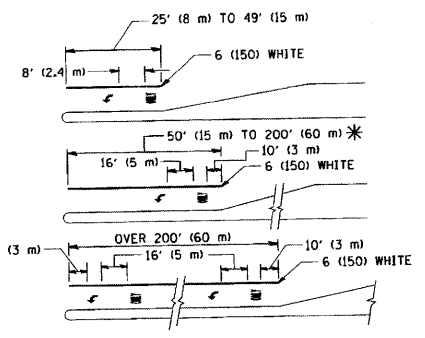 25' (8 m) TO 49' (15 m)
6 (150) WHITE
8' (2.4 m)
50' (15 m) TO 200' (60 m) *
16' (5 m)
10' (3 m)
6 (150) WHITE
OVER 200' (60 m)
(3 m)
16' (5 m)
10' (3 m)
6 (150) WHITE